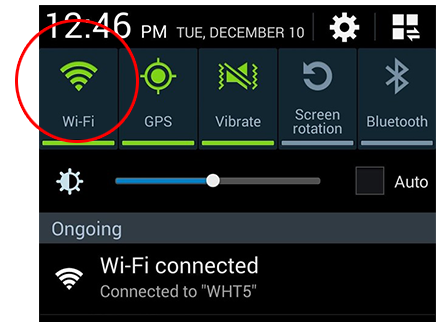 12:46 PM TUE, DECEMBER 10
Wi-Fi
GPS
Vibrate
Screen
rotation
Bluetooth
Auto
Ongoing
Wi-Fi connected
Connected to "WHT5"